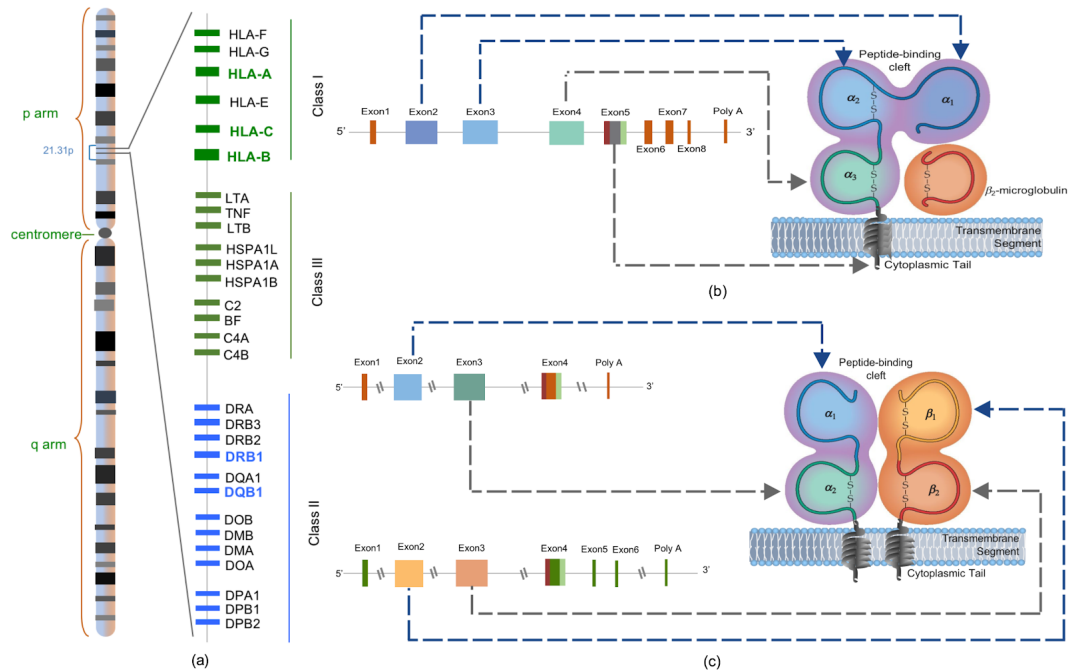 (a)
p arm
21.31p
centromere
q arm
HLA-F
HLA-G
HLA-A
HLA-E
HLA-C
HLA-B
Class I
LTA
TNF
LTB
HSPA1L
HSPA1A
HSPA1B
C2
BF
C4A
C4B
Class III
DRA
DRB3
DRB2
DRB1
DQA1
DQB1
DOB
DMB
DMA
DOA
DPA1
DPB1
DPB2
Class II
(a)
5'
Exon1
Exon2
Exon3
Exon4
Exon5
Exon6
Exon7
Exon8
Poly A
3'
Peptide-binding
cleft
α2
α1
S
S
α3
S
S
S
S
β2-microglobulin
Transmembrane
Segment
Cytoplasmic Tail
(b)
5'
Exon1
Exon2
Exon3
Exon4
Poly A
3'
Peptide-binding
cleft
α1
β1
S
S
α2
β2
S
S
S
S
Transmembrane
Segment
Cytoplasmic Tail
5'
Exon1
Exon2
Exon3
Exon4
Exon5
Exon6
Poly A
3'
(c)